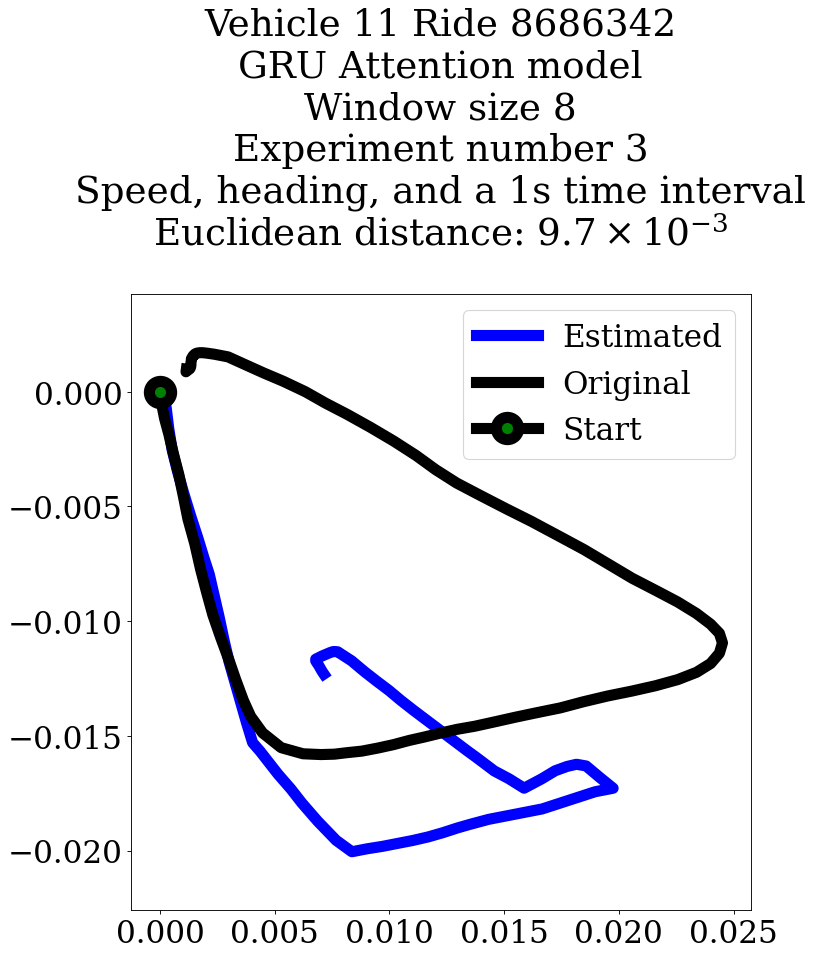 Vehicle 11 Ride 8686342
GRU Attention model
Window size 8
Experiment number 3
Speed, heading, and a 1s time interval
Euclidean distance: 9.7 × 10⁻³
Estimated
Original
Start
0.000
−0.005
−0.010
−0.015
−0.020
0.000 0.005 0.010 0.015 0.020 0.025